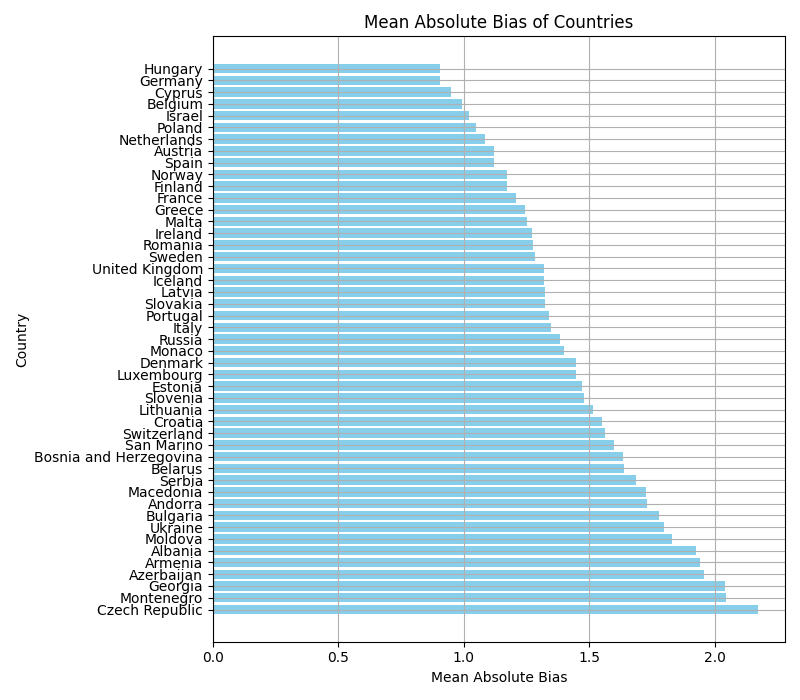 Mean Absolute Bias of Countries
Hungary
Germany
Cyprus
Belgium
Israel
Poland
Netherlands
Austria
Spain
Norway
Finland
France
Greece
Malta
Ireland
Romania
Sweden
United Kingdom
Iceland
Latvia
Slovakia
Portugal
Italy
Russia
Monaco
Denmark
Luxembourg
Estonia
Slovenia
Lithuania
Croatia
Switzerland
San Marino
Bosnia and Herzegovina
Belarus
Serbia
Macedonia
Andorra
Bulgaria
Ukraine
Moldova
Albania
Armenia
Azerbaijan
Georgia
Montenegro
Czech Republic
Country
0.0 0.5 1.0 1.5 2.0
Mean Absolute Bias